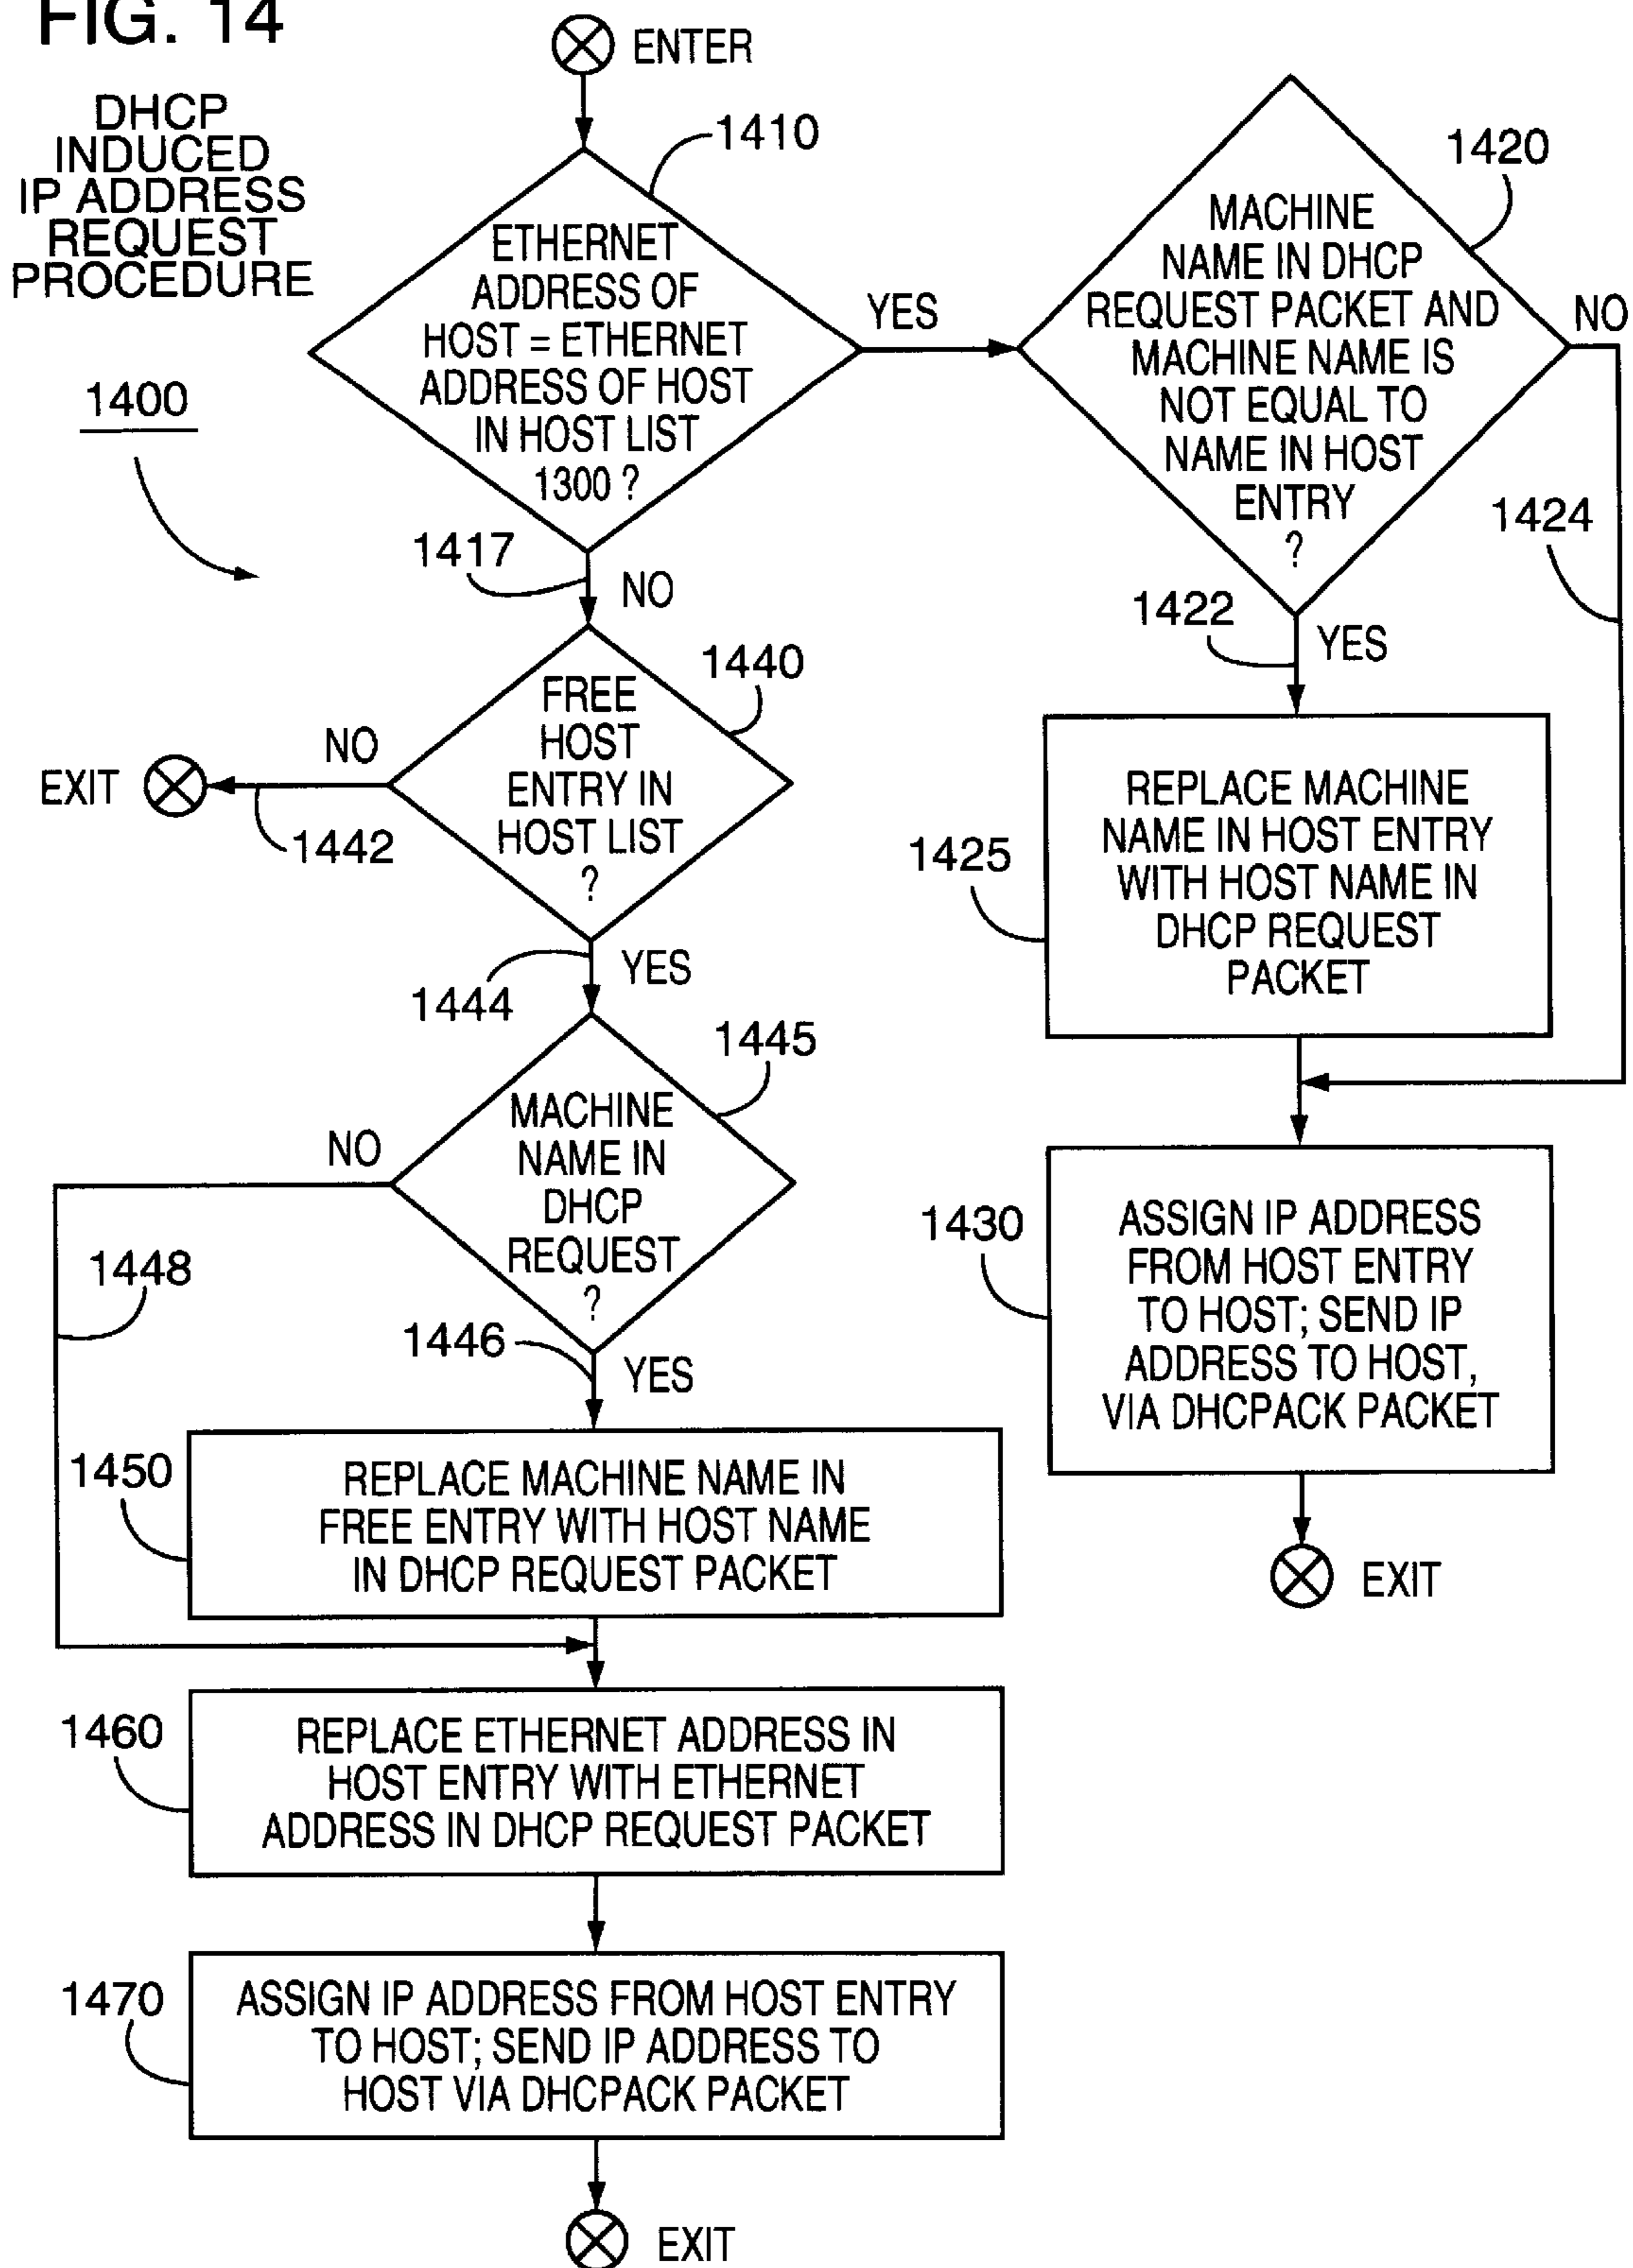 FIG. 14
DHCP
INDUCED
IP ADDRESS
REQUEST
PROCEDURE
1400
ENTER
1410
ETHERNET
ADDRESS OF
HOST = ETHERNET
ADDRESS OF HOST
IN HOST LIST
1300 ?
YES
1420
MACHINE
NAME IN DHCP
REQUEST PACKET AND
MACHINE NAME IS
NOT EQUAL TO
NAME IN HOST
ENTRY
?
NO
1424
1422
YES
1417
NO
1440
FREE
HOST
ENTRY IN
HOST LIST
?
NO
EXIT
1442
1425
REPLACE MACHINE
NAME IN HOST ENTRY
WITH HOST NAME IN
DHCP REQUEST
PACKET
1444
YES
1445
MACHINE
NAME IN
DHCP
REQUEST
?
NO
1448
1446
YES
1430
ASSIGN IP ADDRESS
FROM HOST ENTRY
TO HOST; SEND IP
ADDRESS TO HOST,
VIA DHCPACK PACKET
EXIT
1450
REPLACE MACHINE NAME IN
FREE ENTRY WITH HOST NAME
IN DHCP REQUEST PACKET
1460
REPLACE ETHERNET ADDRESS IN
HOST ENTRY WITH ETHERNET
ADDRESS IN DHCP REQUEST PACKET
1470
ASSIGN IP ADDRESS FROM HOST ENTRY
TO HOST; SEND IP ADDRESS TO
HOST VIA DHCPACK PACKET
EXIT